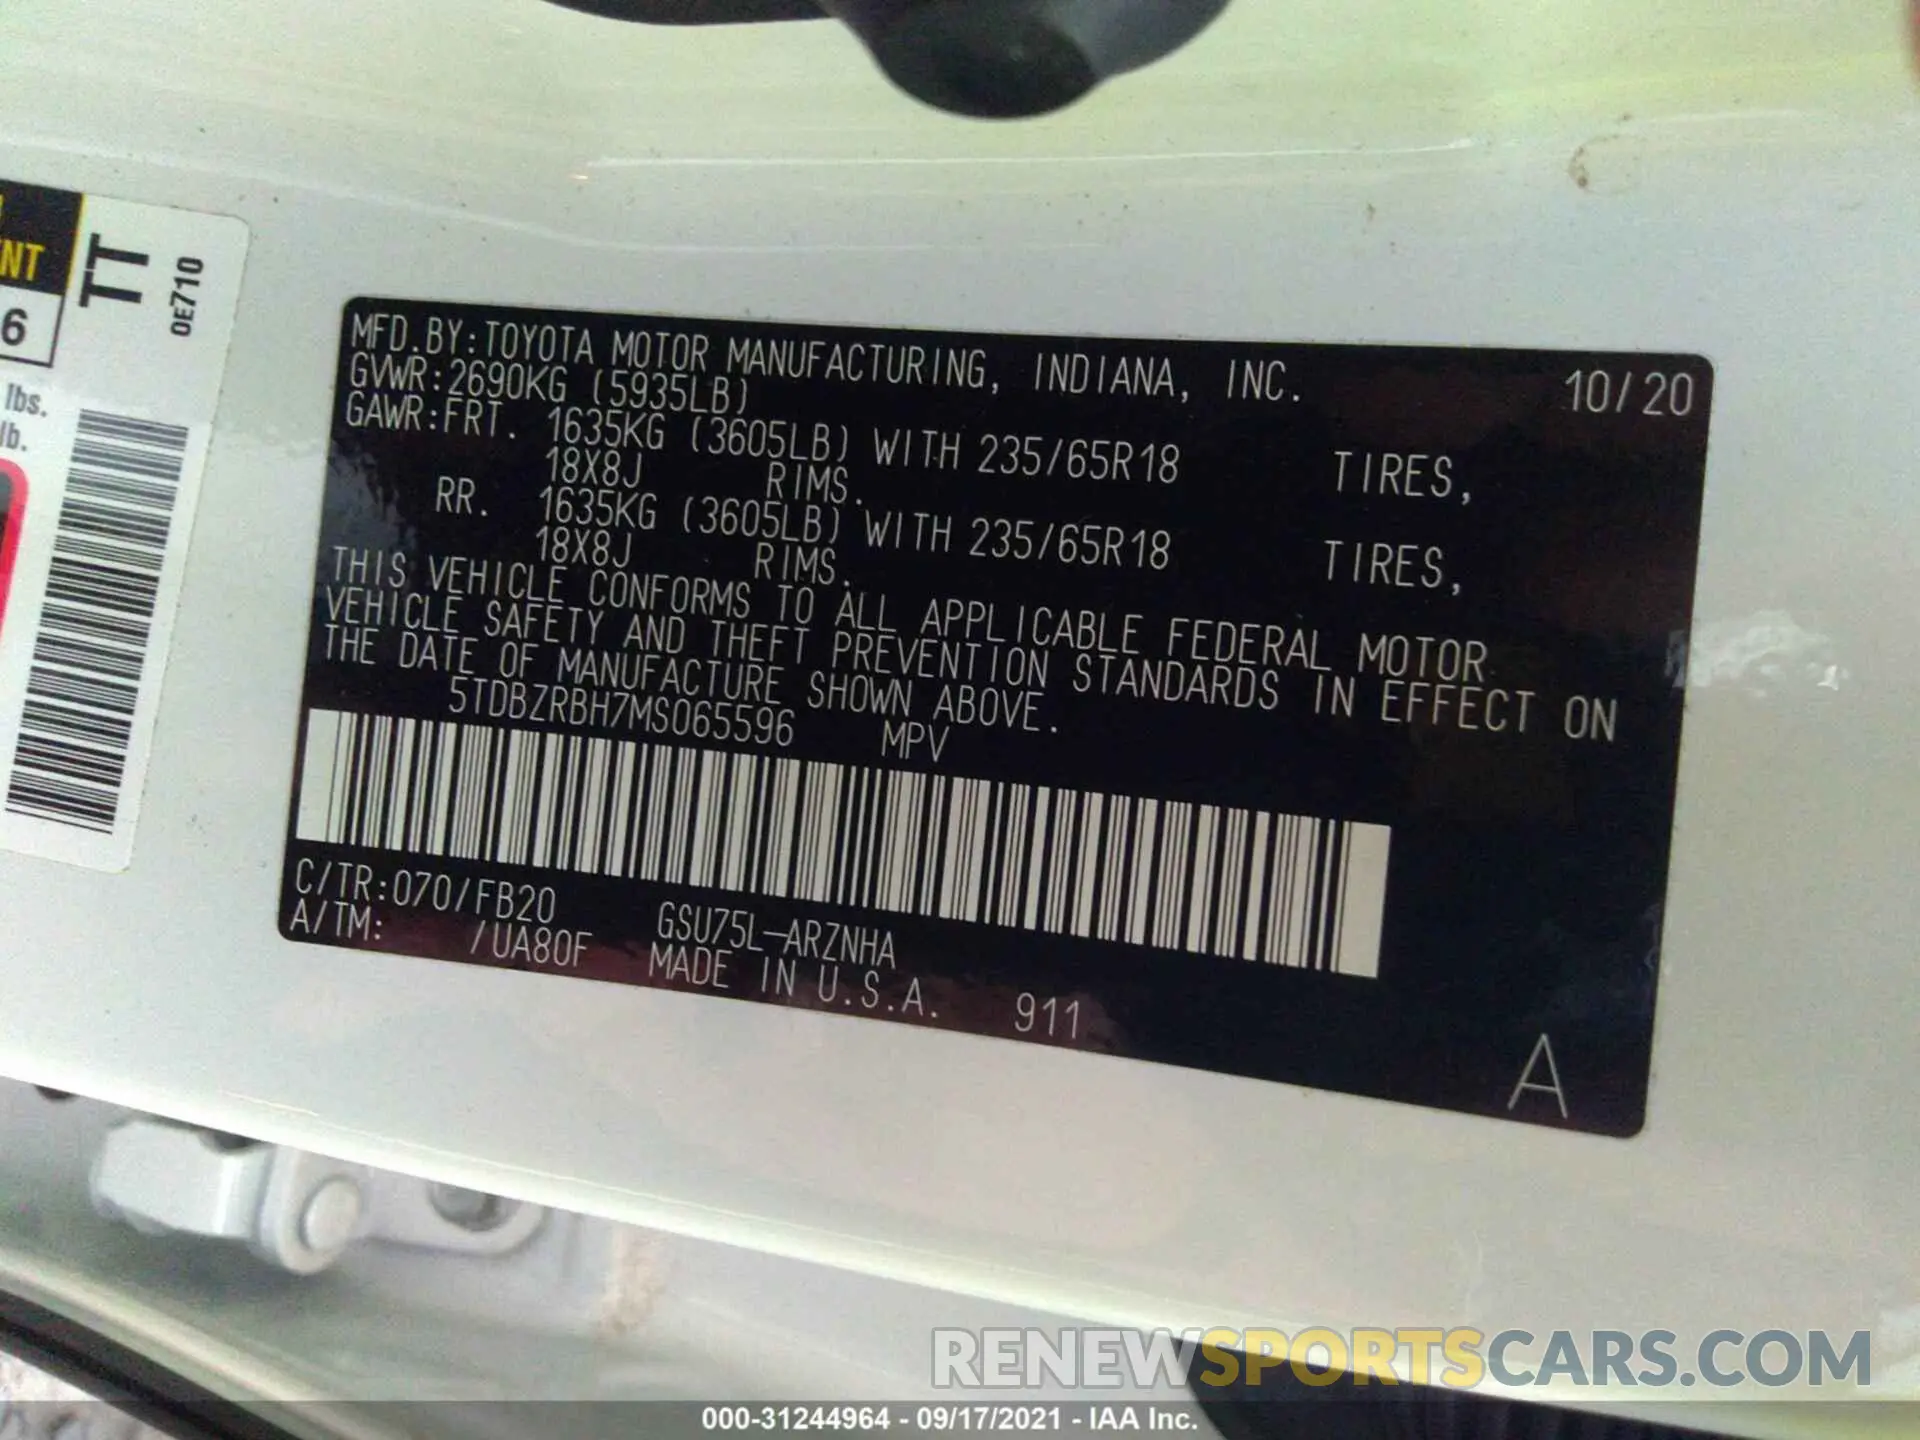 NT
6
TT
0E710
lbs.
lb.
MFD.BY:TOYOTA MOTOR MANUFACTURING, INDIANA, INC. 10/20
GVWR:2690KG (5935LB)
GAWR:FRT. 1635KG (3605LB) WITH 235/65R18 TIRES,
18X8J RIMS.
RR. 1635KG (3605LB) WITH 235/65R18 TIRES,
18X8J RIMS.
THIS VEHICLE CONFORMS TO ALL APPLICABLE FEDERAL MOTOR
VEHICLE SAFETY AND THEFT PREVENTION STANDARDS IN EFFECT ON
THE DATE OF MANUFACTURE SHOWN ABOVE.
5TDBZRBH7MS065596 MPV
C/TR:070/FB20 GSU75L-ARZNHA
A/TM: /UA80F MADE IN U.S.A. 911
A
RENEWSPORTSCARS.COM
000-31244964 - 09/17/2021 - IAA Inc.